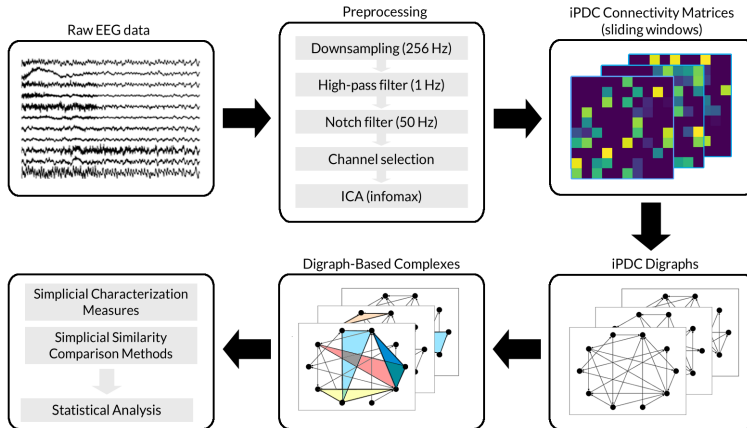 Raw EEG data
Preprocessing
Downsampling (256 Hz)
High-pass filter (1 Hz)
Notch filter (50 Hz)
Channel selection
ICA (infomax)
iPDC Connectivity Matrices
(sliding windows)
iPDC Digraphs
Digraph-Based Complexes
Simplicial Characterization
Measures
Simplicial Similarity
Comparison Methods
Statistical Analysis